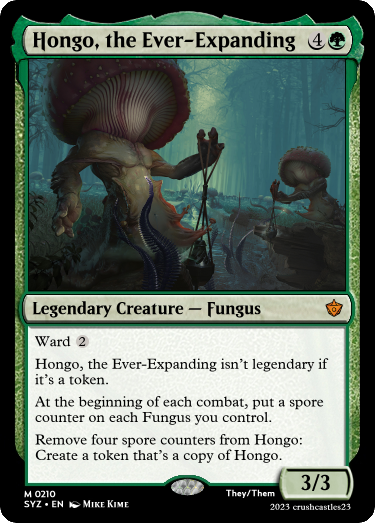 Hongo, the Ever-Expanding 4
Legendary Creature — Fungus
Ward 2
Hongo, the Ever-Expanding isn't legendary if
it's a token.
At the beginning of each combat, put a spore
counter on each Fungus you control.
Remove four spore counters from Hongo:
Create a token that's a copy of Hongo.
3/3
M 0210
SYZ • EN Mike Kime
They/Them
2023 crushcastles23